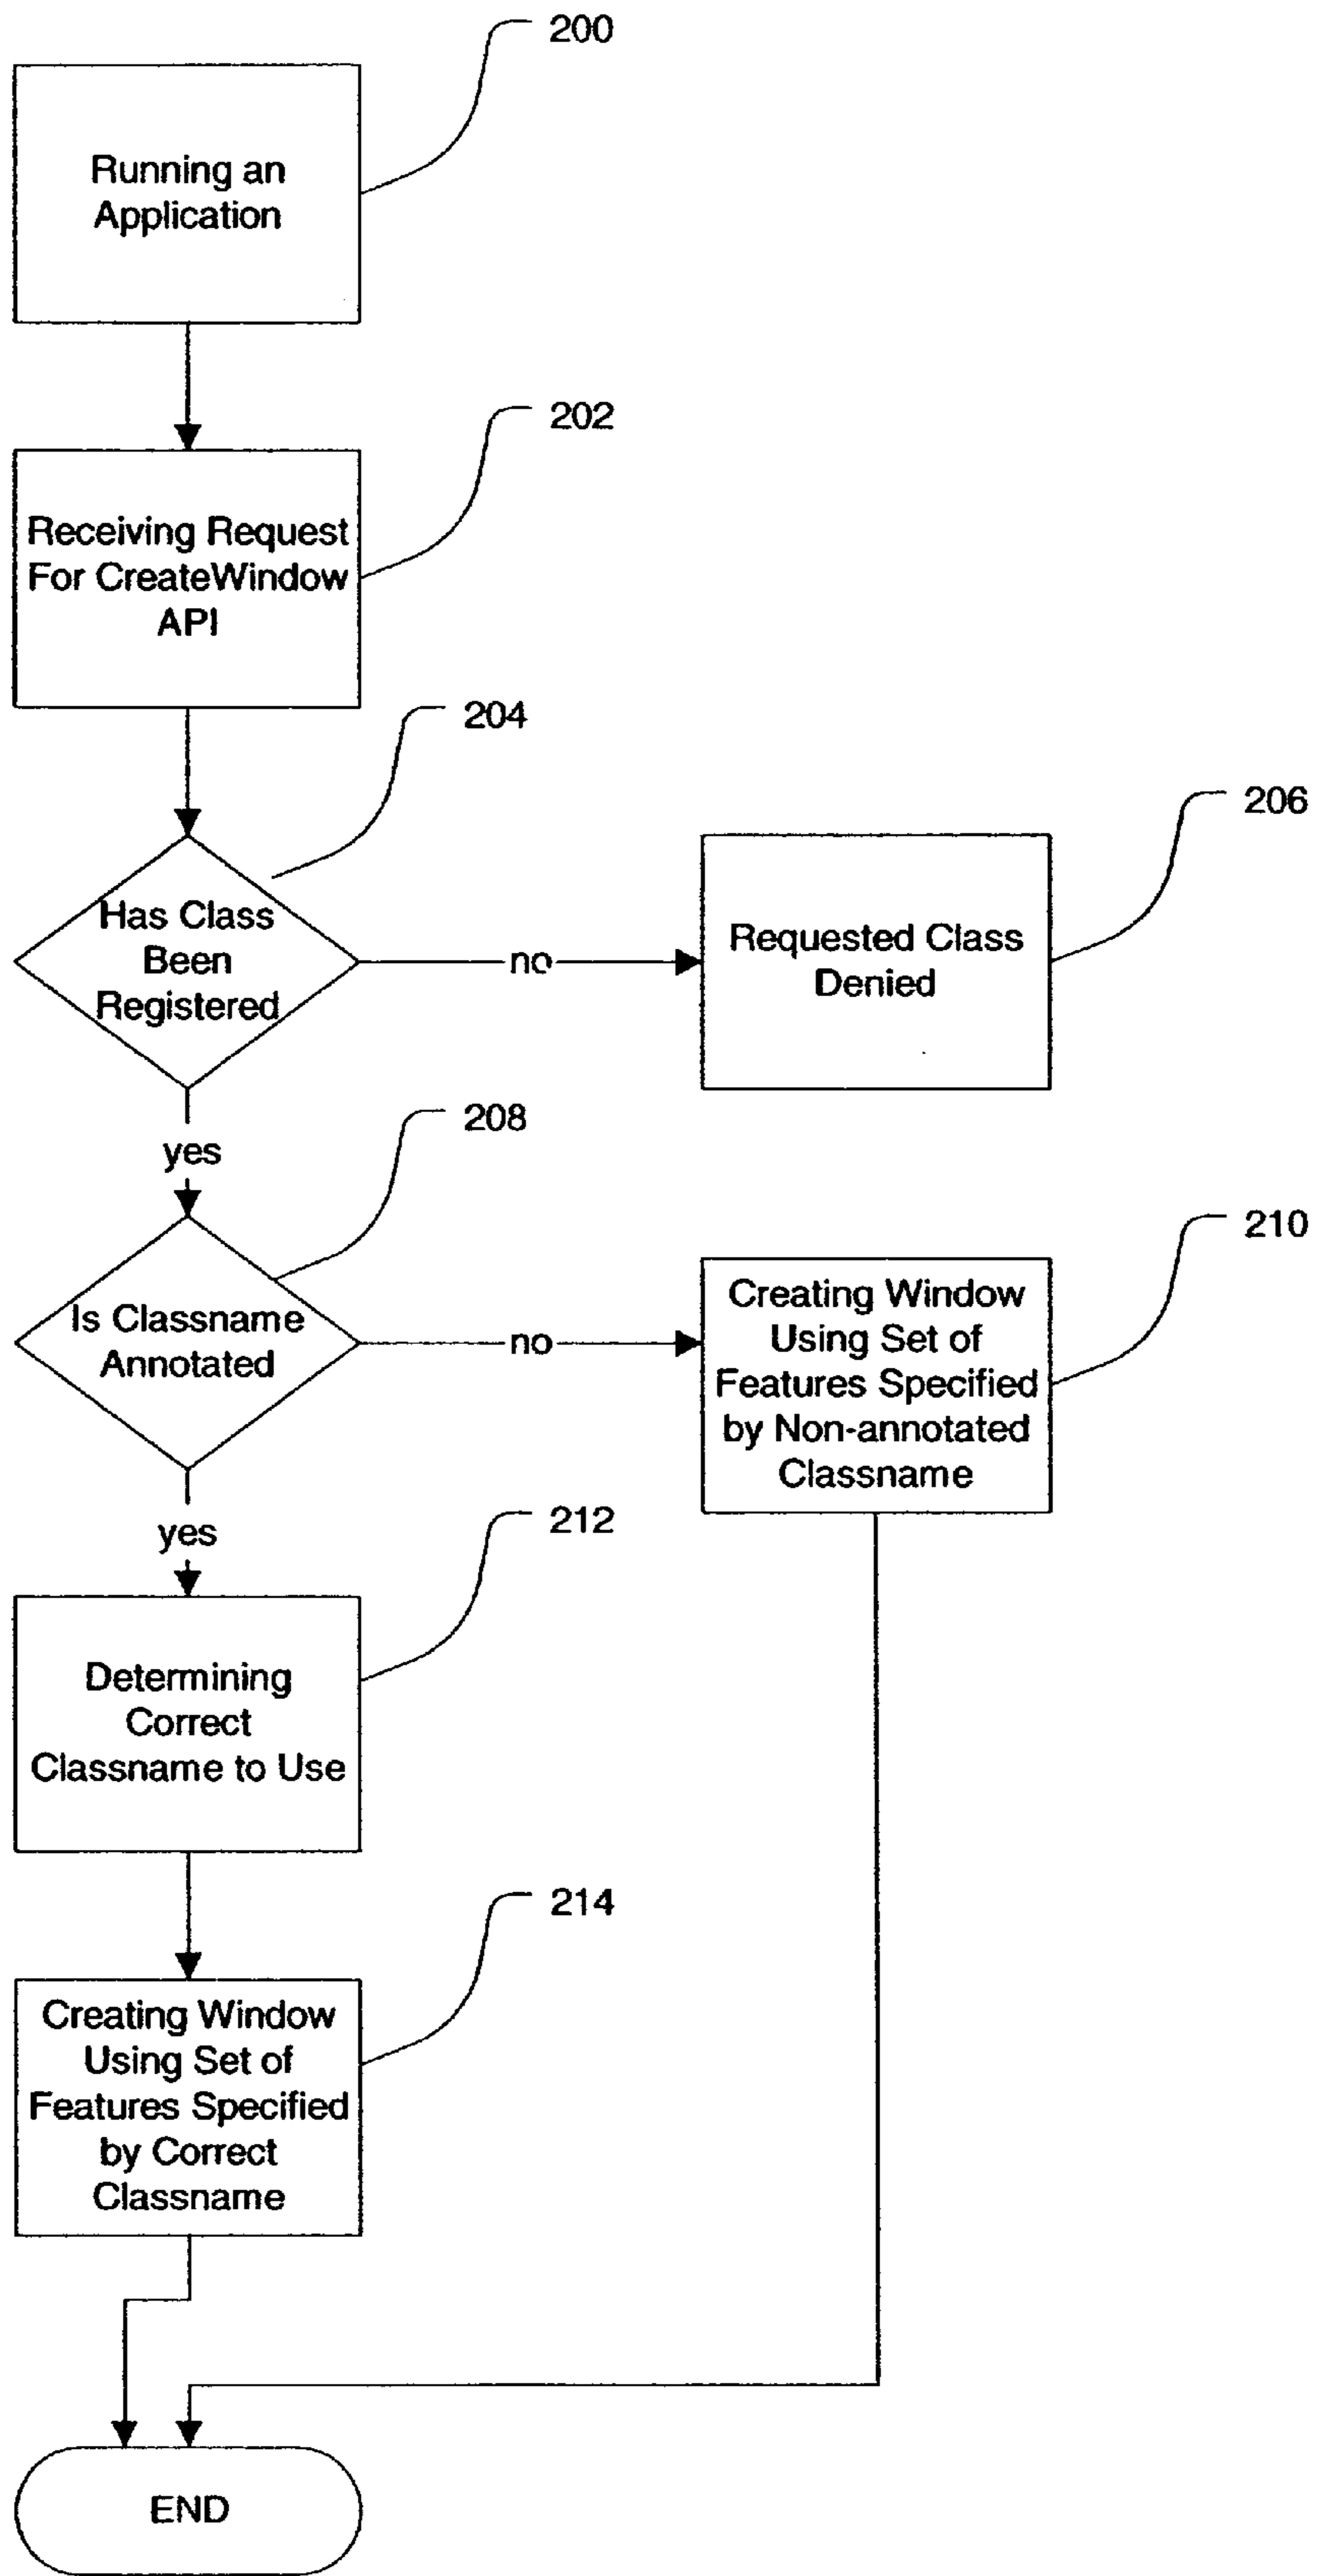 200
Running an
Application
202
Receiving Request
For CreateWindow
API
204
Has Class
Been
Registered
no
206
Requested Class
Denied
yes
208
Is Classname
Annotated
no
210
Creating Window
Using Set of
Features Specified
by Non-annotated
Classname
yes
212
Determining
Correct
Classname to Use
214
Creating Window
Using Set of
Features Specified
by Correct
Classname
END